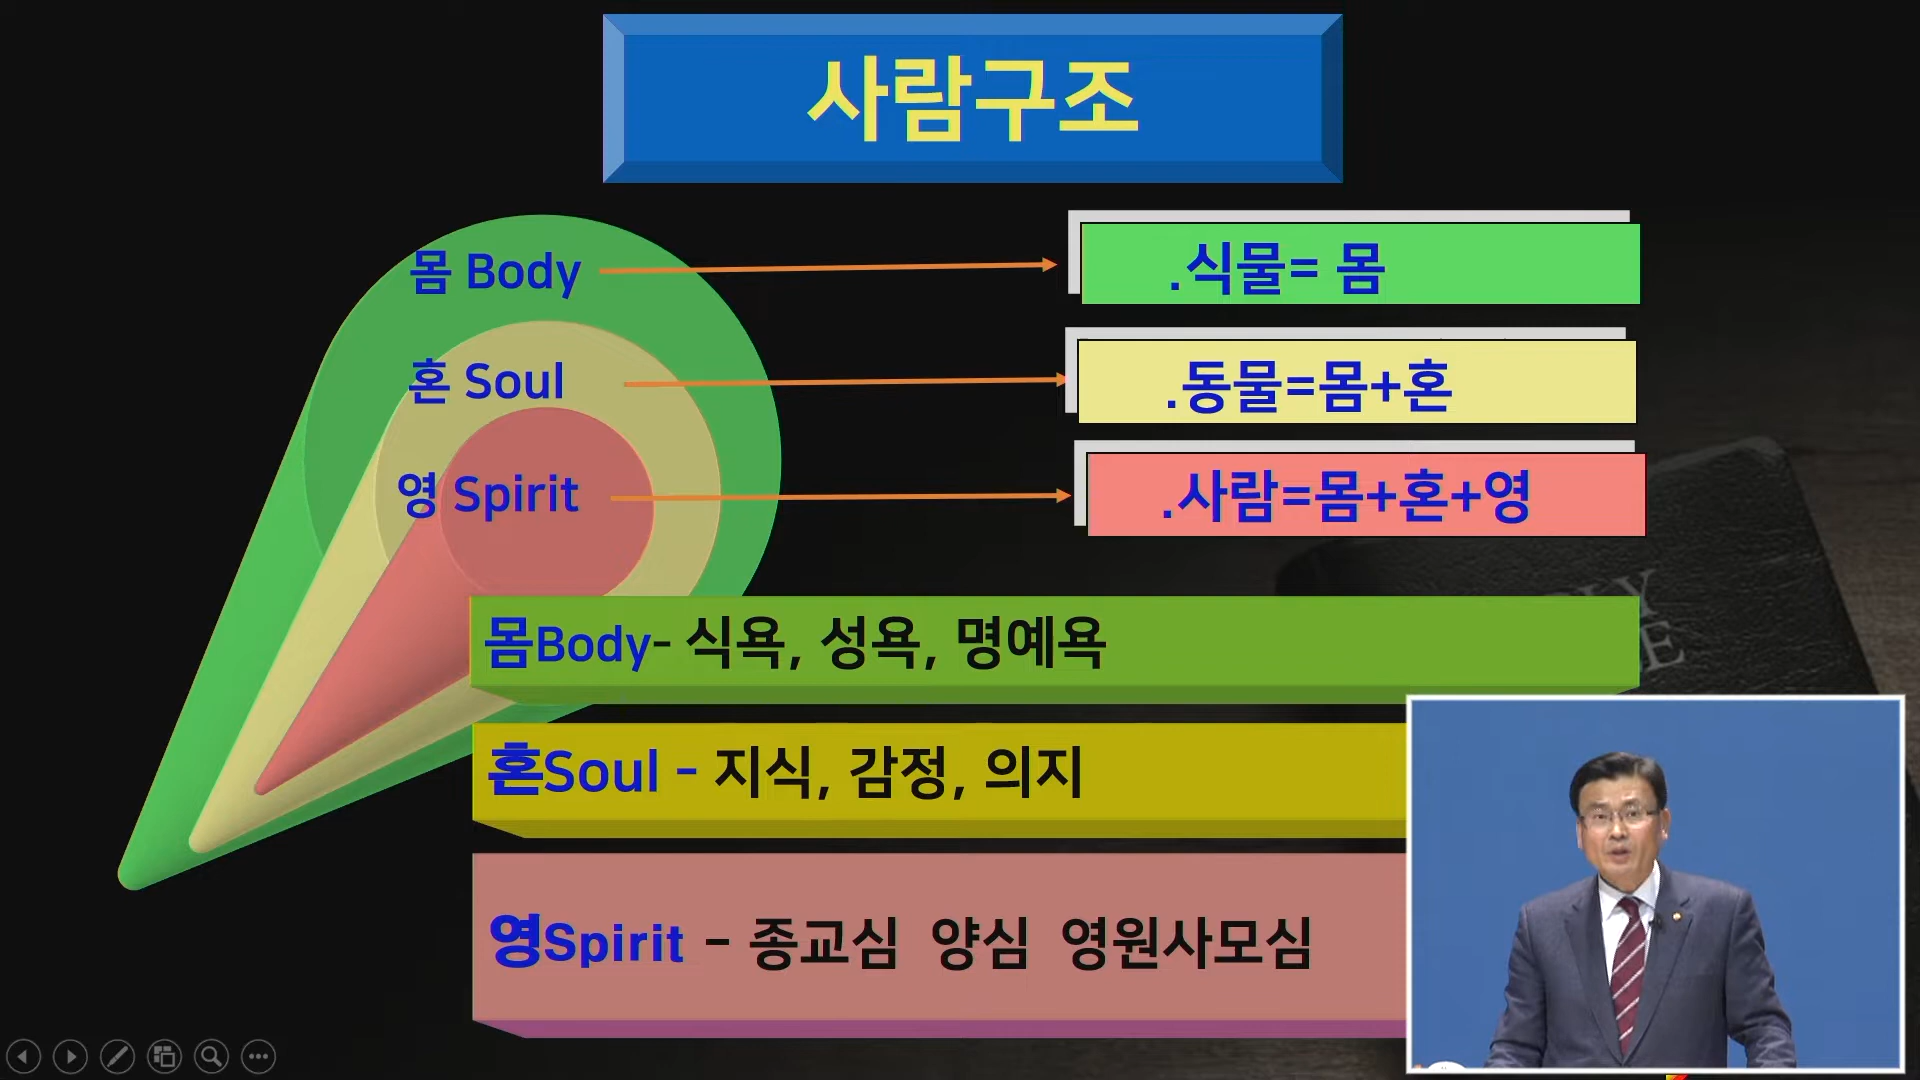 사람구조
몸 Body
.식물= 몸
혼 Soul
.동물=몸+혼
영 Spirit
.사람=몸+혼+영
몸Body- 식욕, 성욕, 명예욕
혼Soul - 지식, 감정, 의지
영Spirit - 종교심 양심 영원사모심